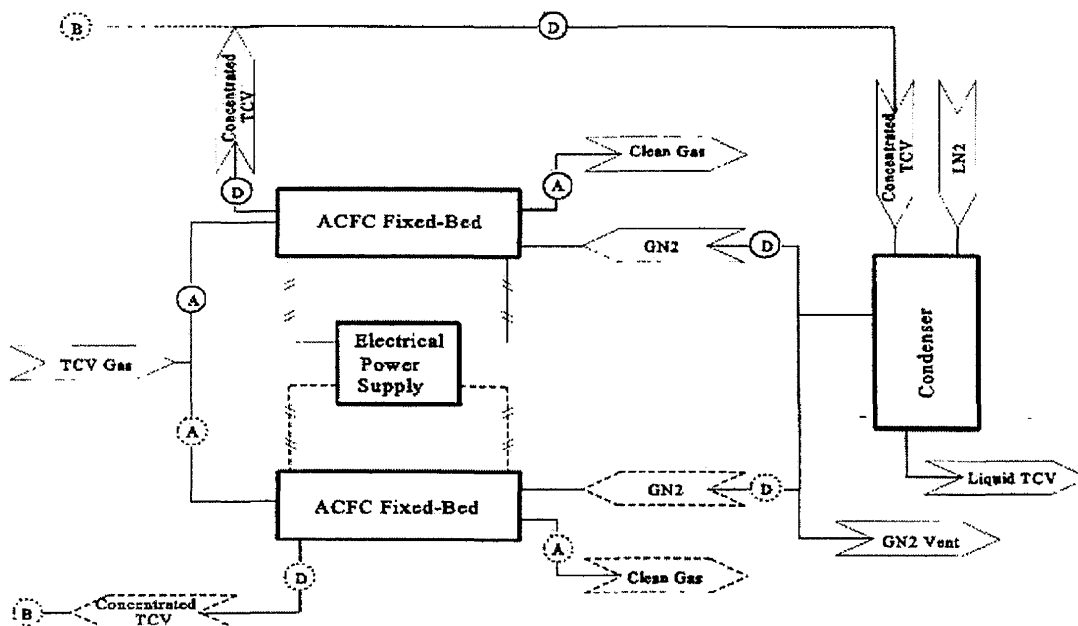 B
D
Concentrated
TCV
Concentrated
TCV
LN2
Clean Gas
D
A
ACFC Fixed-Bed
GN2
D
A
Electrical
Power
Supply
TCV Gas
Condenser
A
Liquid TCV
ACFC Fixed-Bed
GN2
D
GN2 Vent
A
D
Clean Gas
B
Concentrated
TCV